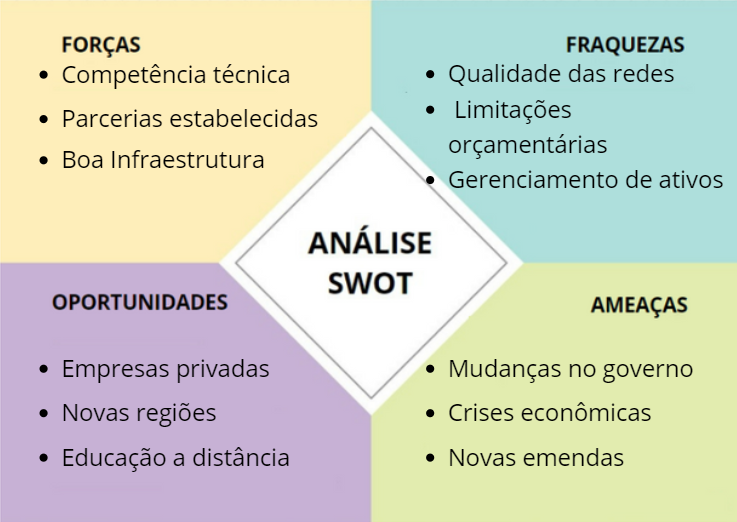 FORÇAS
• Competência técnica
• Parcerias estabelecidas
• Boa Infraestrutura
FRAQUEZAS
• Qualidade das redes
• Limitações
orçamentárias
• Gerenciamento de ativos
ANÁLISE
SWOT
OPORTUNIDADES
• Empresas privadas
• Novas regiões
• Educação a distância
AMEAÇAS
• Mudanças no governo
• Crises econômicas
• Novas emendas